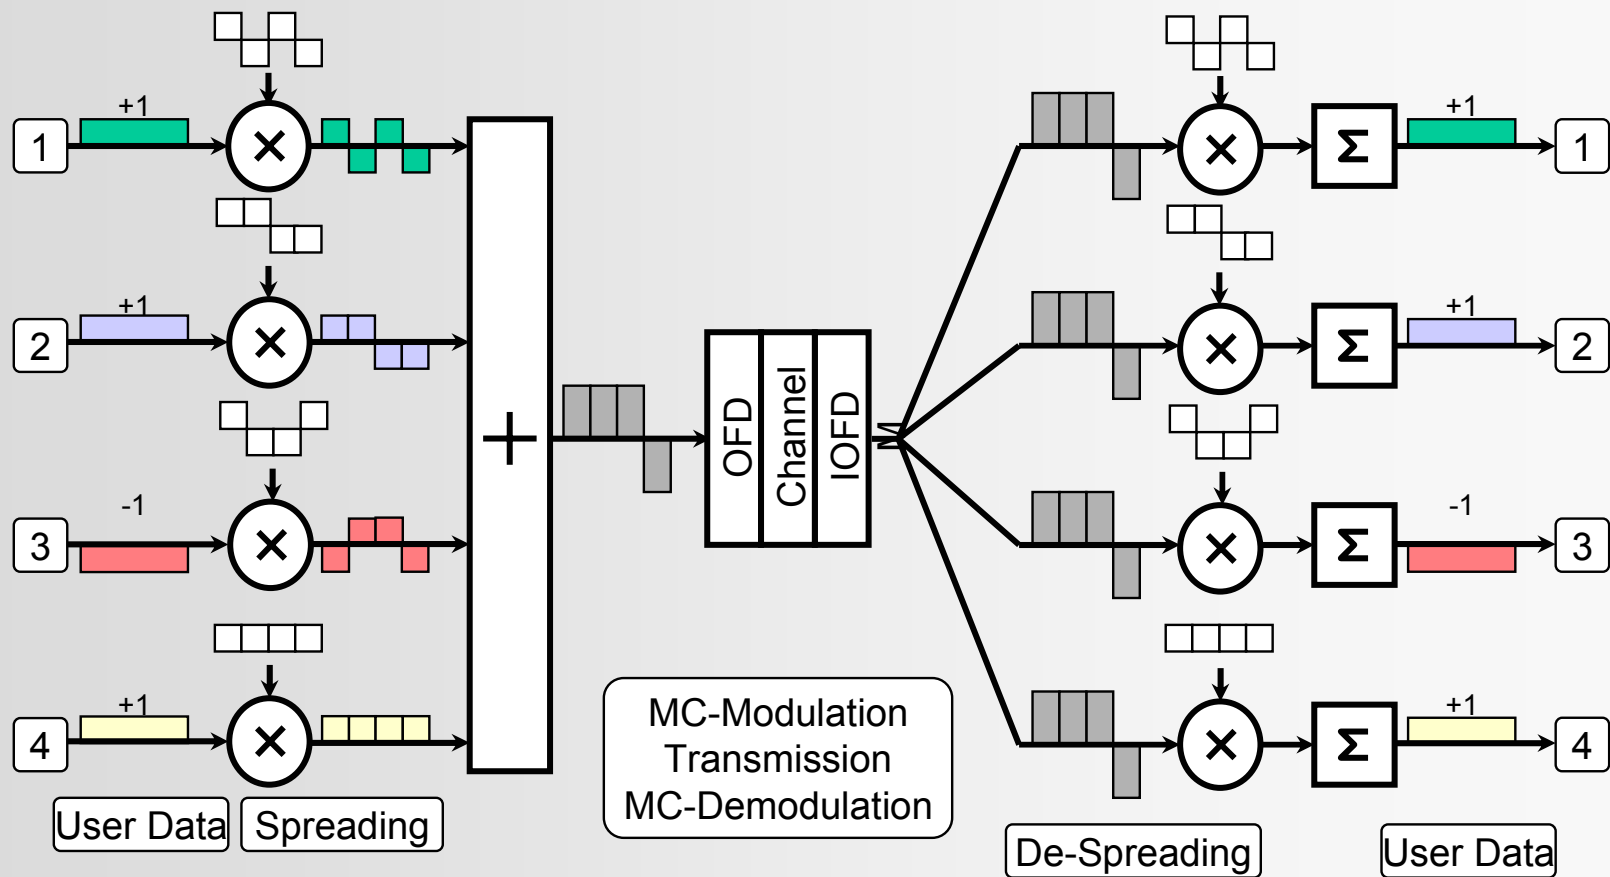 +1
+1
1
×
×
Σ
1
+1
+1
2
×
×
Σ
2
+
OFD
Channel
IOFD
-1
-1
3
×
×
Σ
3
+1
+1
4
×
×
Σ
4
MC-Modulation
Transmission
MC-Demodulation
User Data
Spreading
De-Spreading
User Data